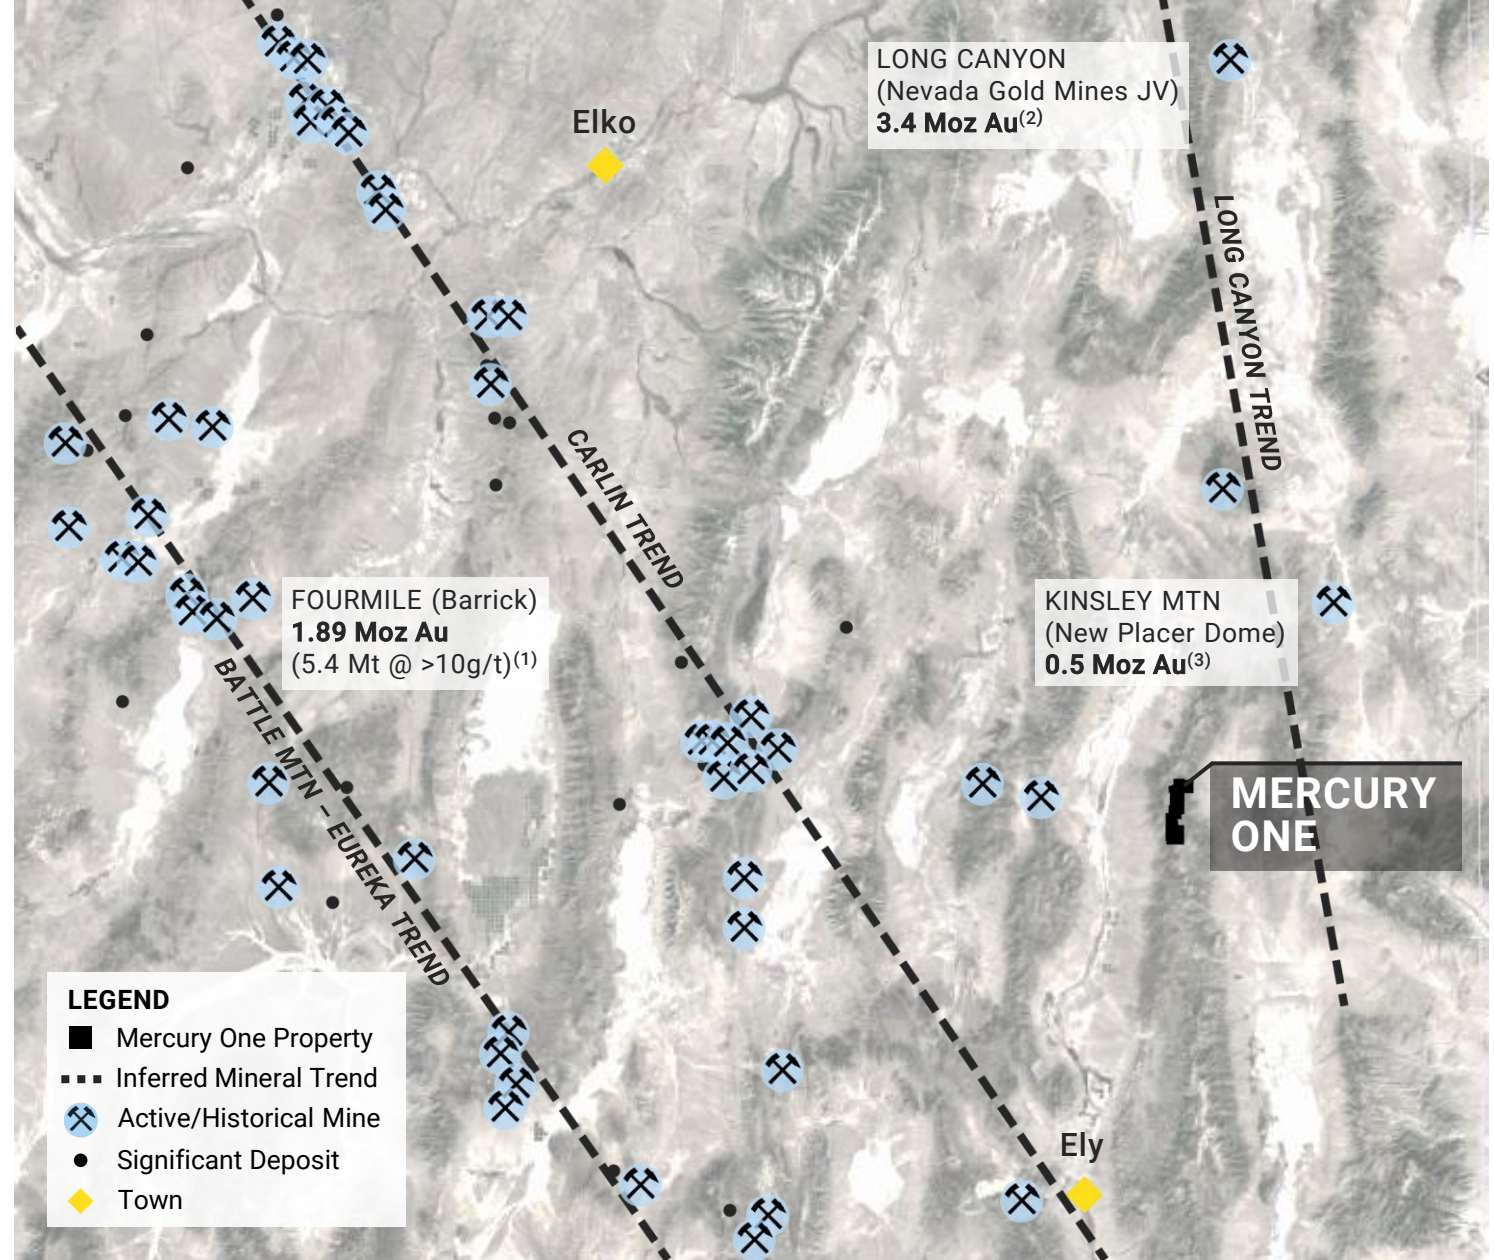 LONG CANYON
(Nevada Gold Mines JV)
3.4 Moz Au(2)
Elko
LONG CANYON TREND
CARLIN TREND
FOURMILE (Barrick)
1.89 Moz Au
(5.4 Mt @ >10g/t)(1)
KINSLEY MTN
(New Placer Dome)
0.5 Moz Au(3)
BATTLE MTN – EUREKA TREND
MERCURY
ONE
LEGEND
Mercury One Property
Inferred Mineral Trend
Active/Historical Mine
Significant Deposit
Town
Ely